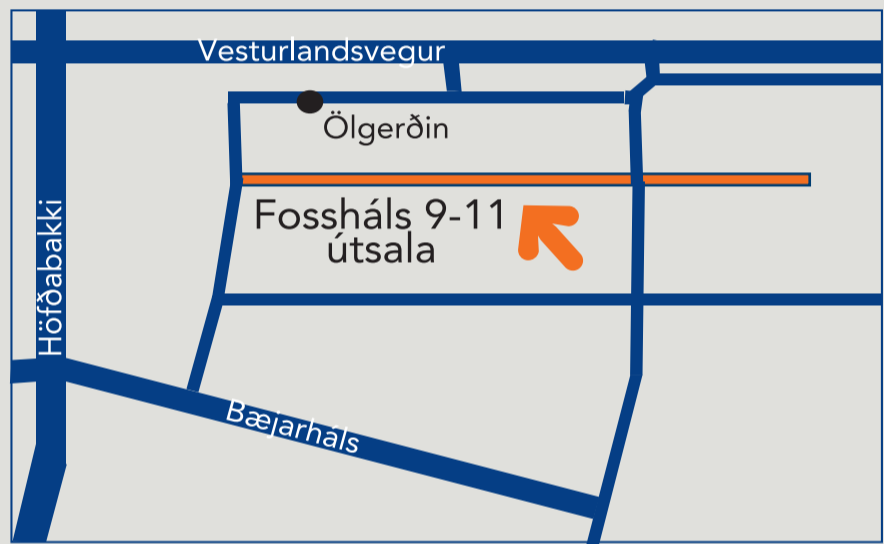 Vesturlandsvegur
Ölgerðin
Fossháls 9-11
útsala
Höfðabakki
Bæjarháls